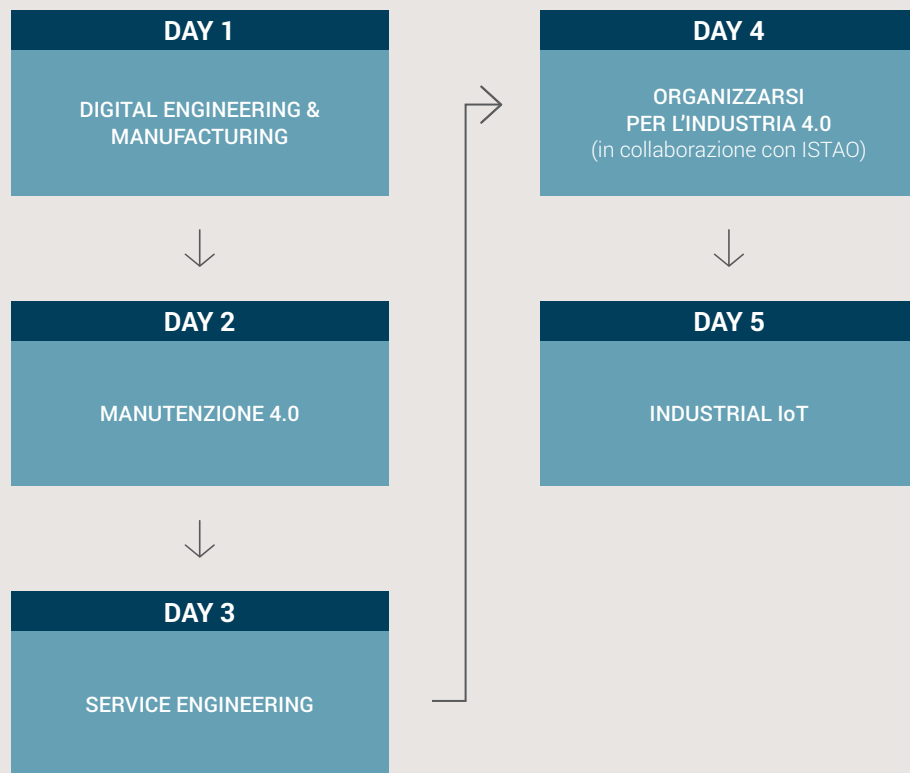 DAY 1
DIGITAL ENGINEERING &
MANUFACTURING
DAY 2
MANUTENZIONE 4.0
DAY 3
SERVICE ENGINEERING
DAY 4
ORGANIZZARSI
PER L'INDUSTRIA 4.0
(in collaborazione con ISTAO)
DAY 5
INDUSTRIAL IoT